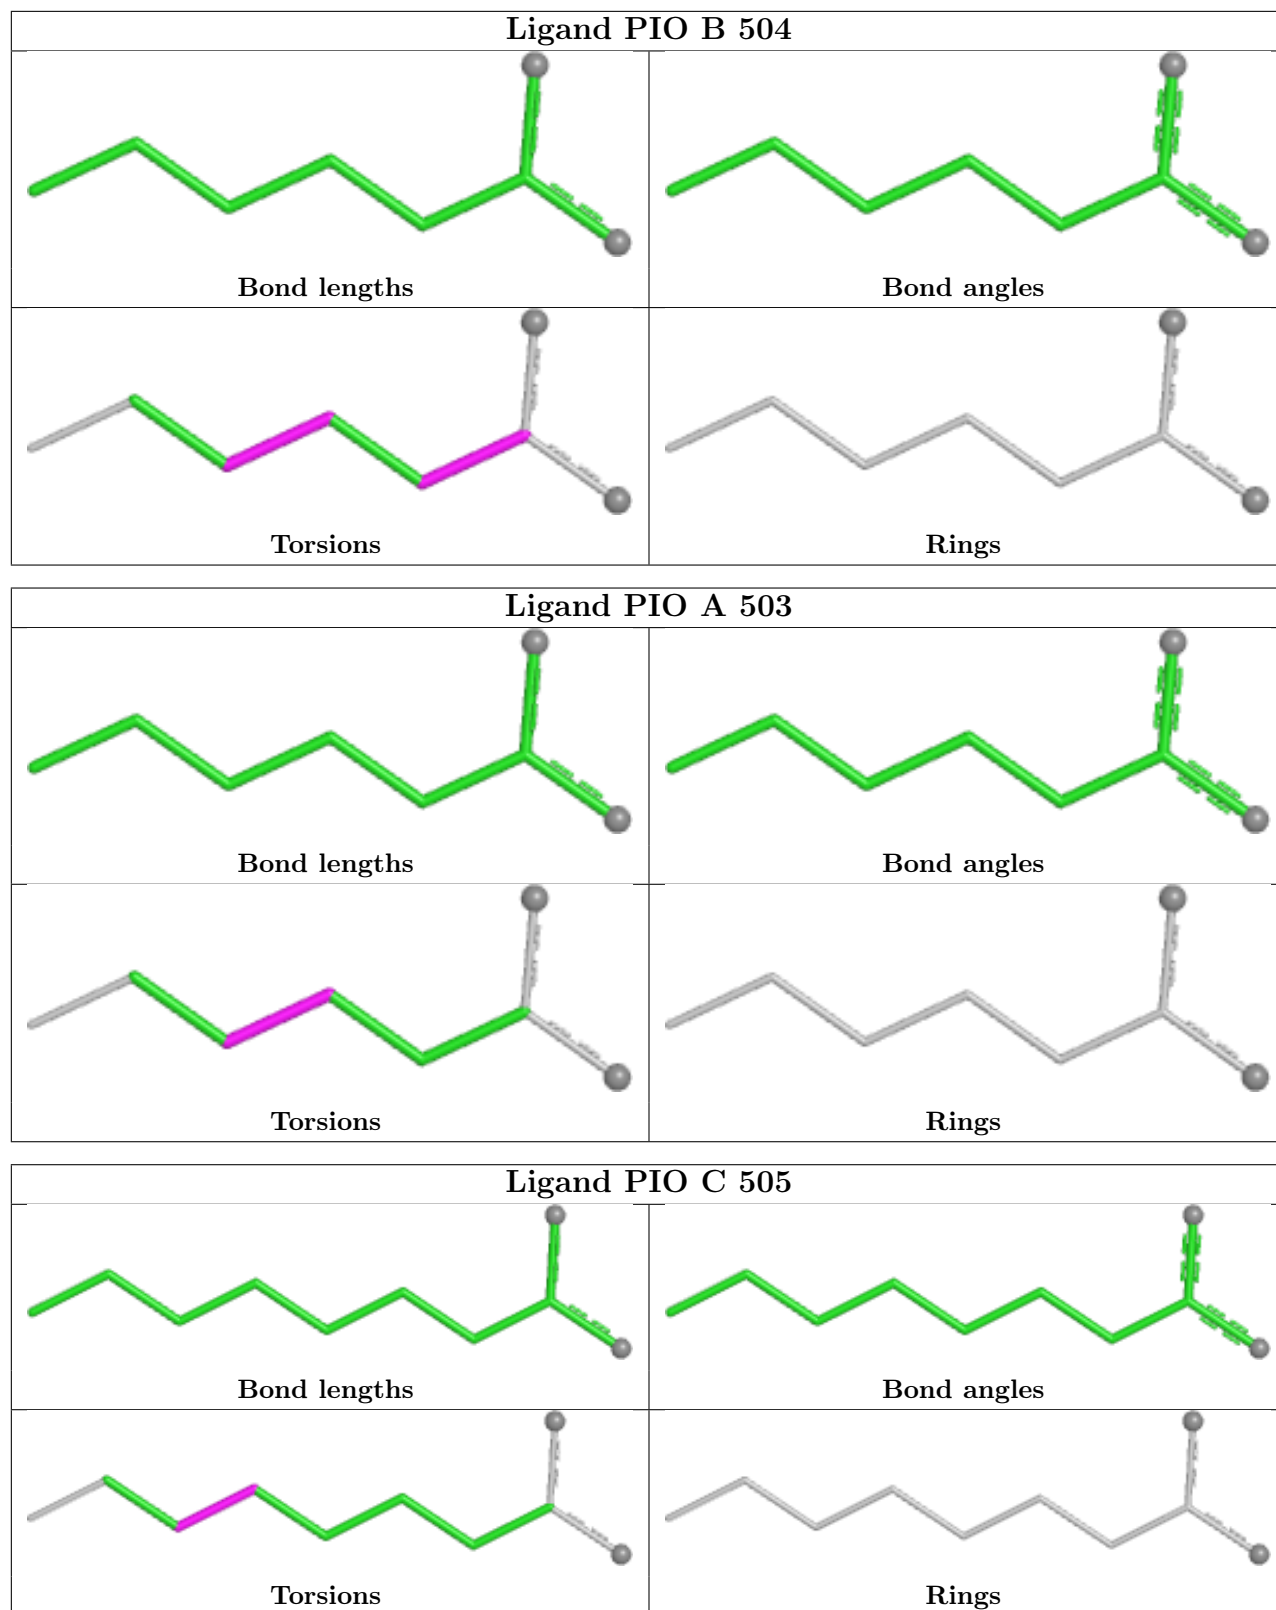 Ligand PIO B 504
Bond lengths
Bond angles
Torsions
Rings
Ligand PIO A 503
Bond lengths
Bond angles
Torsions
Rings
Ligand PIO C 505
Bond lengths
Bond angles
Torsions
Rings